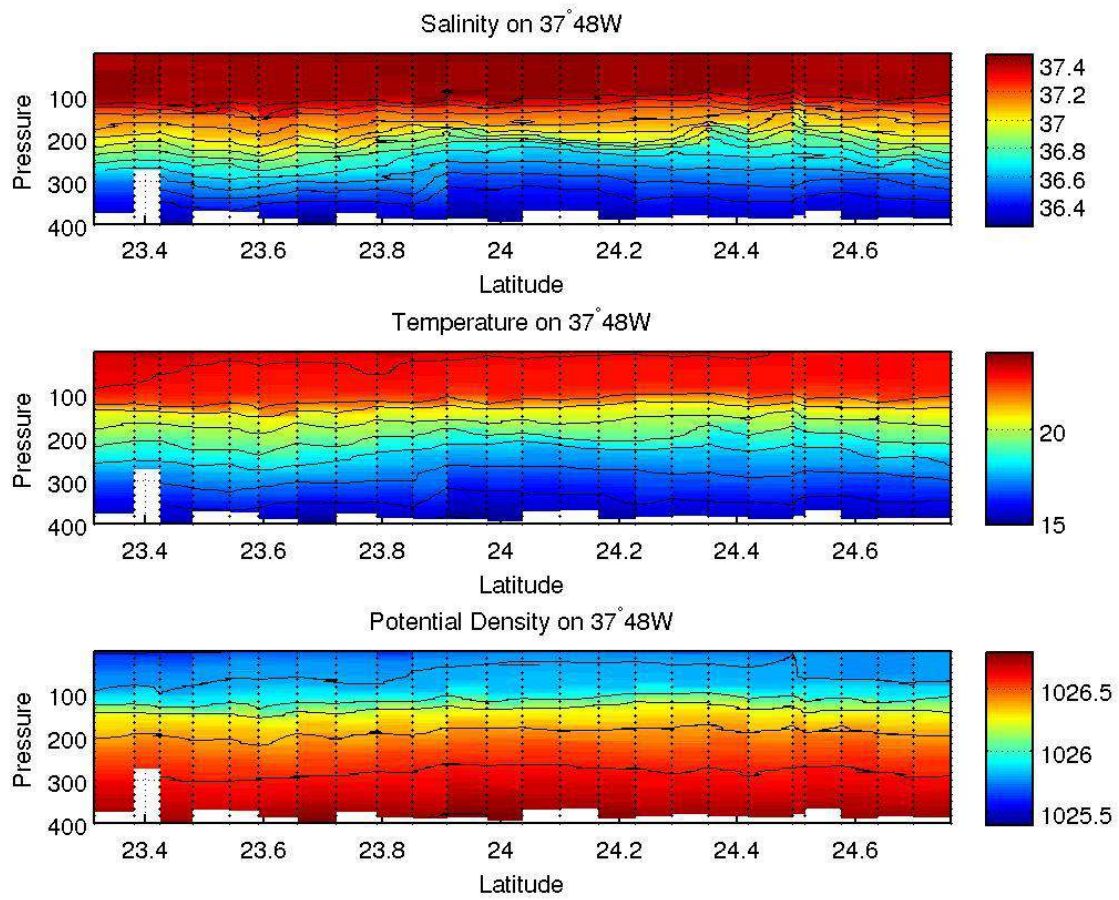 Salinity on 37°48W
Pressure
100
200
300
400
23.4 23.6 23.8 24 24.2 24.4 24.6
Latitude
37.4
37.2
37
36.8
36.6
36.4
Temperature on 37°48W
Pressure
100
200
300
400
23.4 23.6 23.8 24 24.2 24.4 24.6
Latitude
20
15
Potential Density on 37°48W
Pressure
100
200
300
400
23.4 23.6 23.8 24 24.2 24.4 24.6
Latitude
1026.5
1026
1025.5